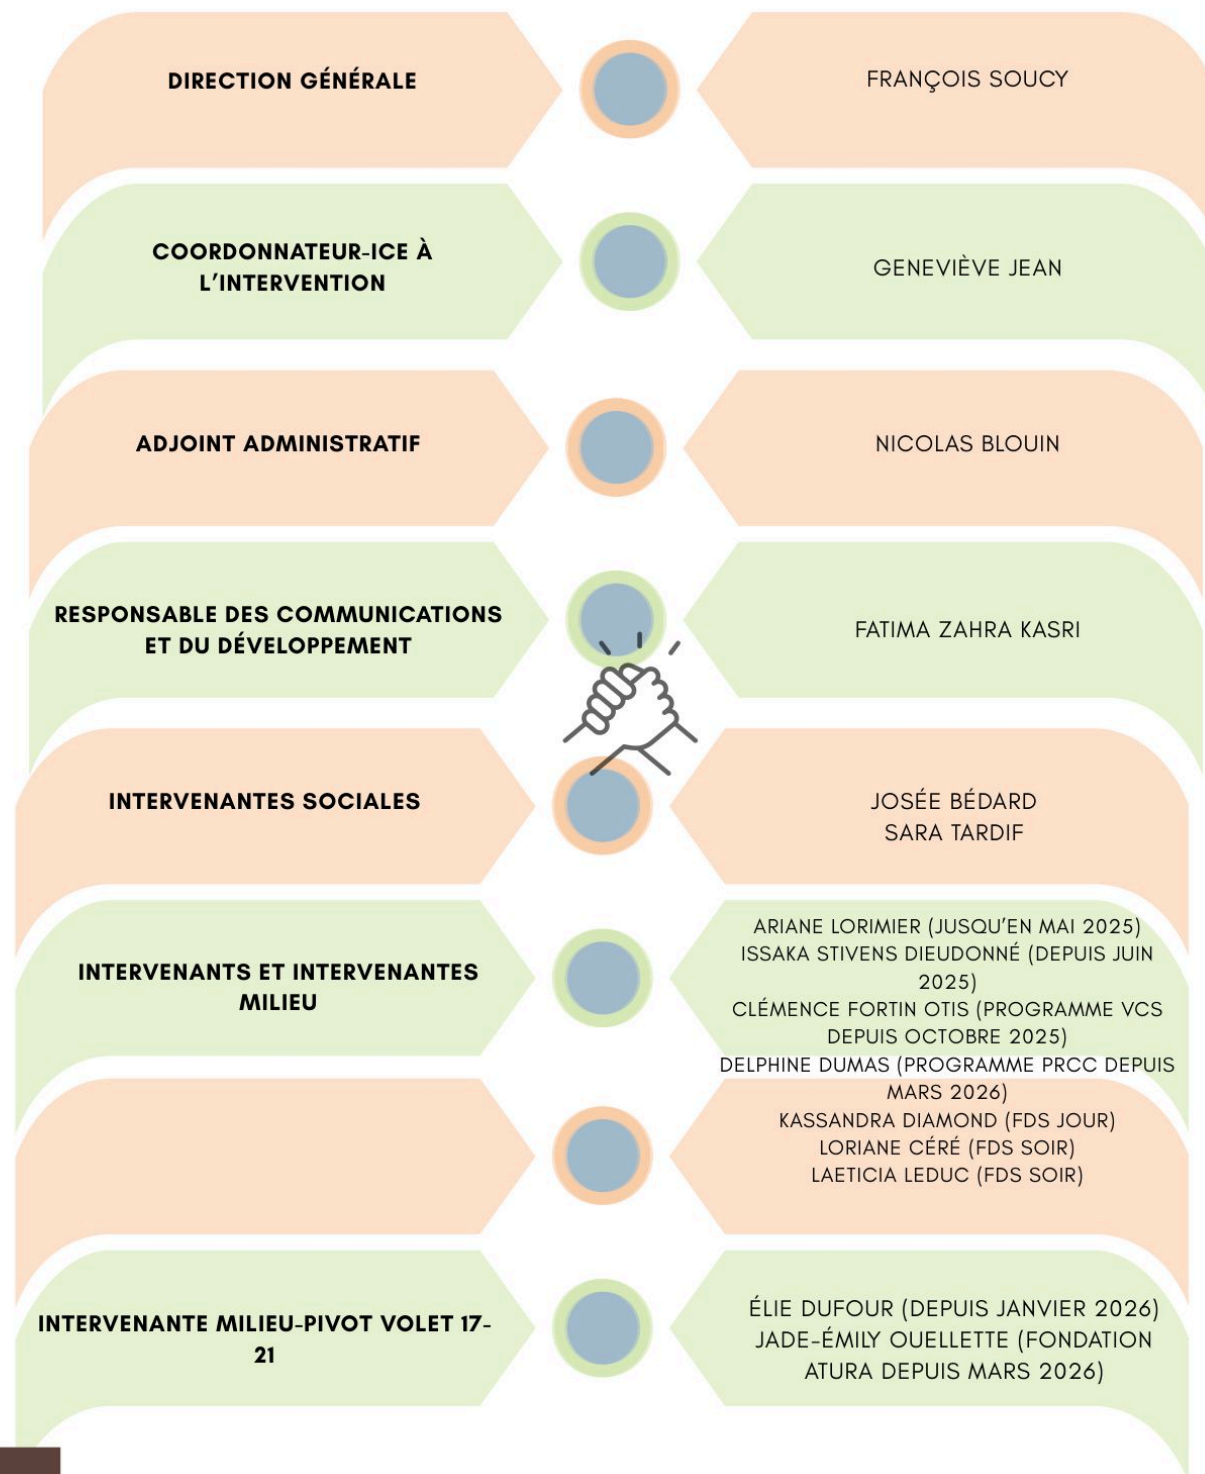 DIRECTION GÉNÉRALE
FRANÇOIS SOUCY
COORDONNATEUR-ICE À
L'INTERVENTION
GENEVIÈVE JEAN
ADJOINT ADMINISTRATIF
NICOLAS BLOUIN
RESPONSABLE DES COMMUNICATIONS
ET DU DÉVELOPPEMENT
FATIMA ZAHRA KASRI
INTERVENANTES SOCIALES
JOSÉE BÉDARD
SARA TARDIF
INTERVENANTS ET INTERVENANTES
MILIEU
ARIANE LORIMIER (JUSQU'EN MAI 2025)
ISSAKA STIVENS DIEUDONNÉ (DEPUIS JUIN
2025)
CLÉMENCE FORTIN OTIS (PROGRAMME VCS
DEPUIS OCTOBRE 2025)
DELPHINE DUMAS (PROGRAMME PRCC DEPUIS
MARS 2026)
KASSANDRA DIAMOND (FDS JOUR)
LORIANE CÉRÉ (FDS SOIR)
LAETICIA LEDUC (FDS SOIR)
INTERVENANTE MILIEU-PIVOT VOLET 17-
21
ÉLIE DUFOUR (DEPUIS JANVIER 2026)
JADE-ÉMILY OUELLETTE (FONDATION
ATURA DEPUIS MARS 2026)